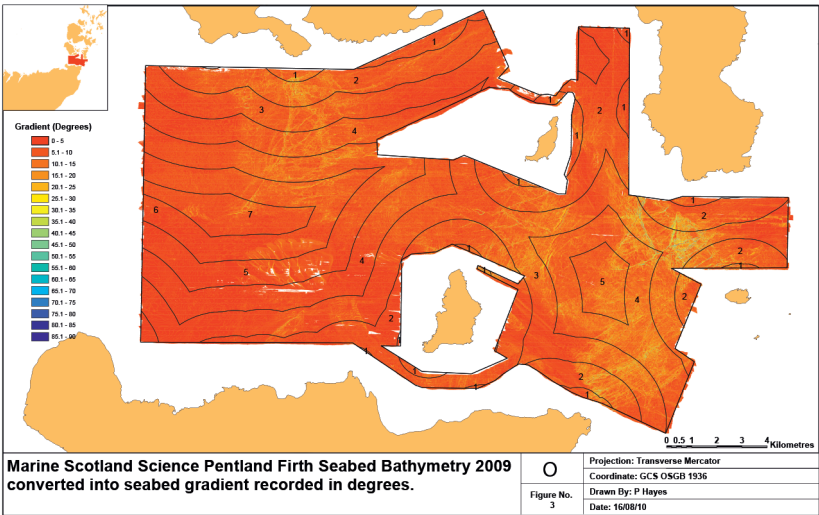 Gradient (Degrees)
0 - 5
5.1 - 10
10.1 - 15
15.1 - 20
20.1 - 25
25.1 - 30
30.1 - 35
35.1 - 40
40.1 - 45
45.1 - 50
50.1 - 55
55.1 - 60
60.1 - 65
65.1 - 70
70.1 - 75
75.1 - 80
80.1 - 85
85.1 - 90
1
1
1
2
3
4
1
2
1
1
1
6
7
5
4
2
1
1
1
1
1
3
5
4
2
1
2
2
1
2
1
0 0.5 1 2 3 4 Kilometres
Marine Scotland Science Pentland Firth Seabed Bathymetry 2009
converted into seabed gradient recorded in degrees.
O
Figure No.
3
Projection: Transverse Mercator
Coordinate: GCS OSGB 1936
Drawn By: P Hayes
Date: 16/08/10